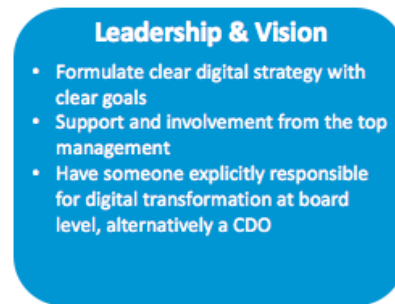 Leadership & Vision
• Formulate clear digital strategy with
clear goals
• Support and involvement from the top
management
• Have someone explicitly responsible
for digital transformation at board
level, alternatively a CDO